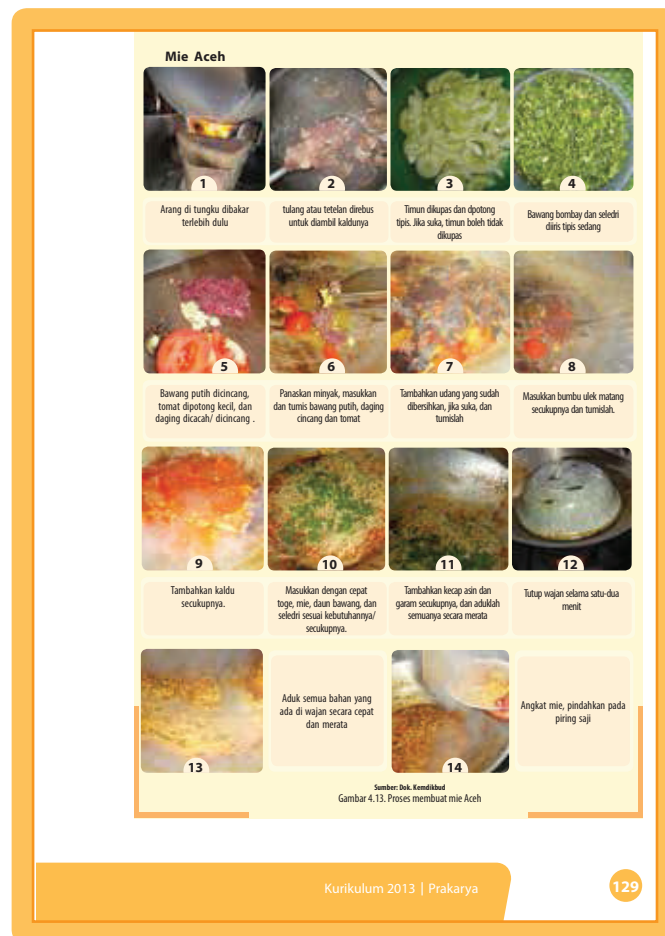 Mie Aceh
1
2
3
4
Arang di tungku dibakar
terlebih dulu
tulang atau tetelan direbus
untuk diambil kaldunya
Timun dikupas dan dpotong
tipis. Jika suka, timun boleh tidak
dikupas
Bawang bombay dan seledri
diiris tipis sedang
5
6
7
8
Bawang putih dicincang,
tomat dipotong kecil, dan
daging dicacah/ dicincang .
Panaskan minyak, masukkan
dan tumis bawang putih, daging
cincang dan tomat
Tambahkan udang yang sudah
dibersihkan, jika suka, dan
tumislah
Masukkan bumbu ulek matang
secukupnya dan tumislah.
9
10
11
12
Tambahkan kaldu
secukupnya.
Masukkan dengan cepat
toge, mie, daun bawang, dan
seledri sesuai kebutuhannya/
secukupnya.
Tambahkan kecap asin dan
garam secukupnya, dan aduklah
semuanya secara merata
Tutup wajan selama satu-dua
menit
13
Aduk semua bahan yang
ada di wajan secara cepat
dan merata
14
Angkat mie, pindahkan pada
piring saji
Sumber: Dok. Kemdikbud
Gambar 4.13. Proses membuat mie Aceh
Kurikulum 2013 | Prakarya
129